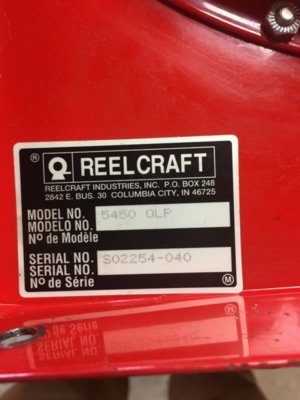 ® REELCRAFT
REELCRAFT INDUSTRIES, INC. P.O. BOX 248
2842 E. BUS. 30 COLUMBIA CITY, IN 46725
MODEL NO. 5450 OLP
MODELO NO.
Nº de Modèle
SERIAL NO. S02254-040
SERIAL NO.
Nº de Série
M